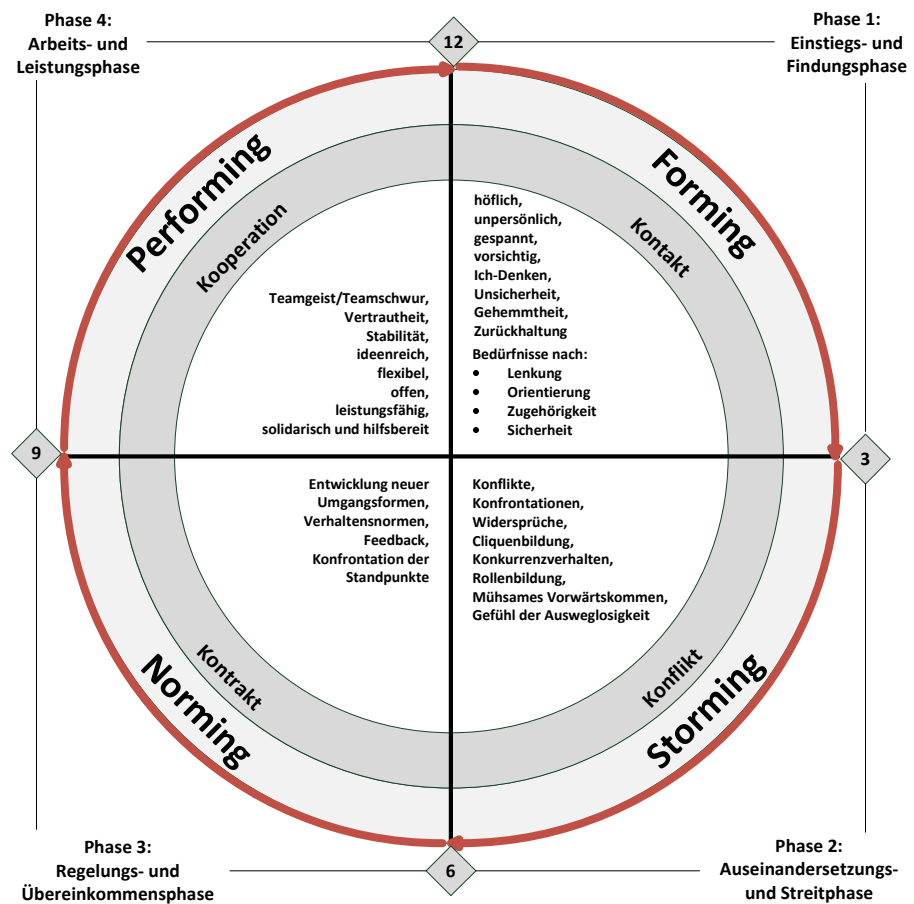 Phase 4:
Arbeits- und
Leistungsphase
12
Phase 1:
Einstiegs- und
Findungsphase
Performing
Kooperation
Forming
Kontakt
höflich,
unpersönlich,
gespannt,
vorsichtig,
Ich-Denken,
Unsicherheit,
Gehemmtheit,
Zurückhaltung
Bedürfnisse nach:
• Lenkung
• Orientierung
• Zugehörigkeit
• Sicherheit
Teamgeist/Teamschwur,
Vertrautheit,
Stabilität,
ideenreich,
flexibel,
offen,
leistungsfähig,
solidarisch und hilfsbereit
9
3
Entwicklung neuer
Umgangsformen,
Verhaltensnormen,
Feedback,
Konfrontation der
Standpunkte
Konflikte,
Konfrontationen,
Widersprüche,
Cliquenbildung,
Konkurrenzverhalten,
Rollenbildung,
Mühsames Vorwärtskommen,
Gefühl der Ausweglosigkeit
Kontrakt
Norming
Konflikt
Storming
Phase 3:
Regelungs- und
Übereinkommensphase
6
Phase 2:
Auseinandersetzungs-
und Streitphase